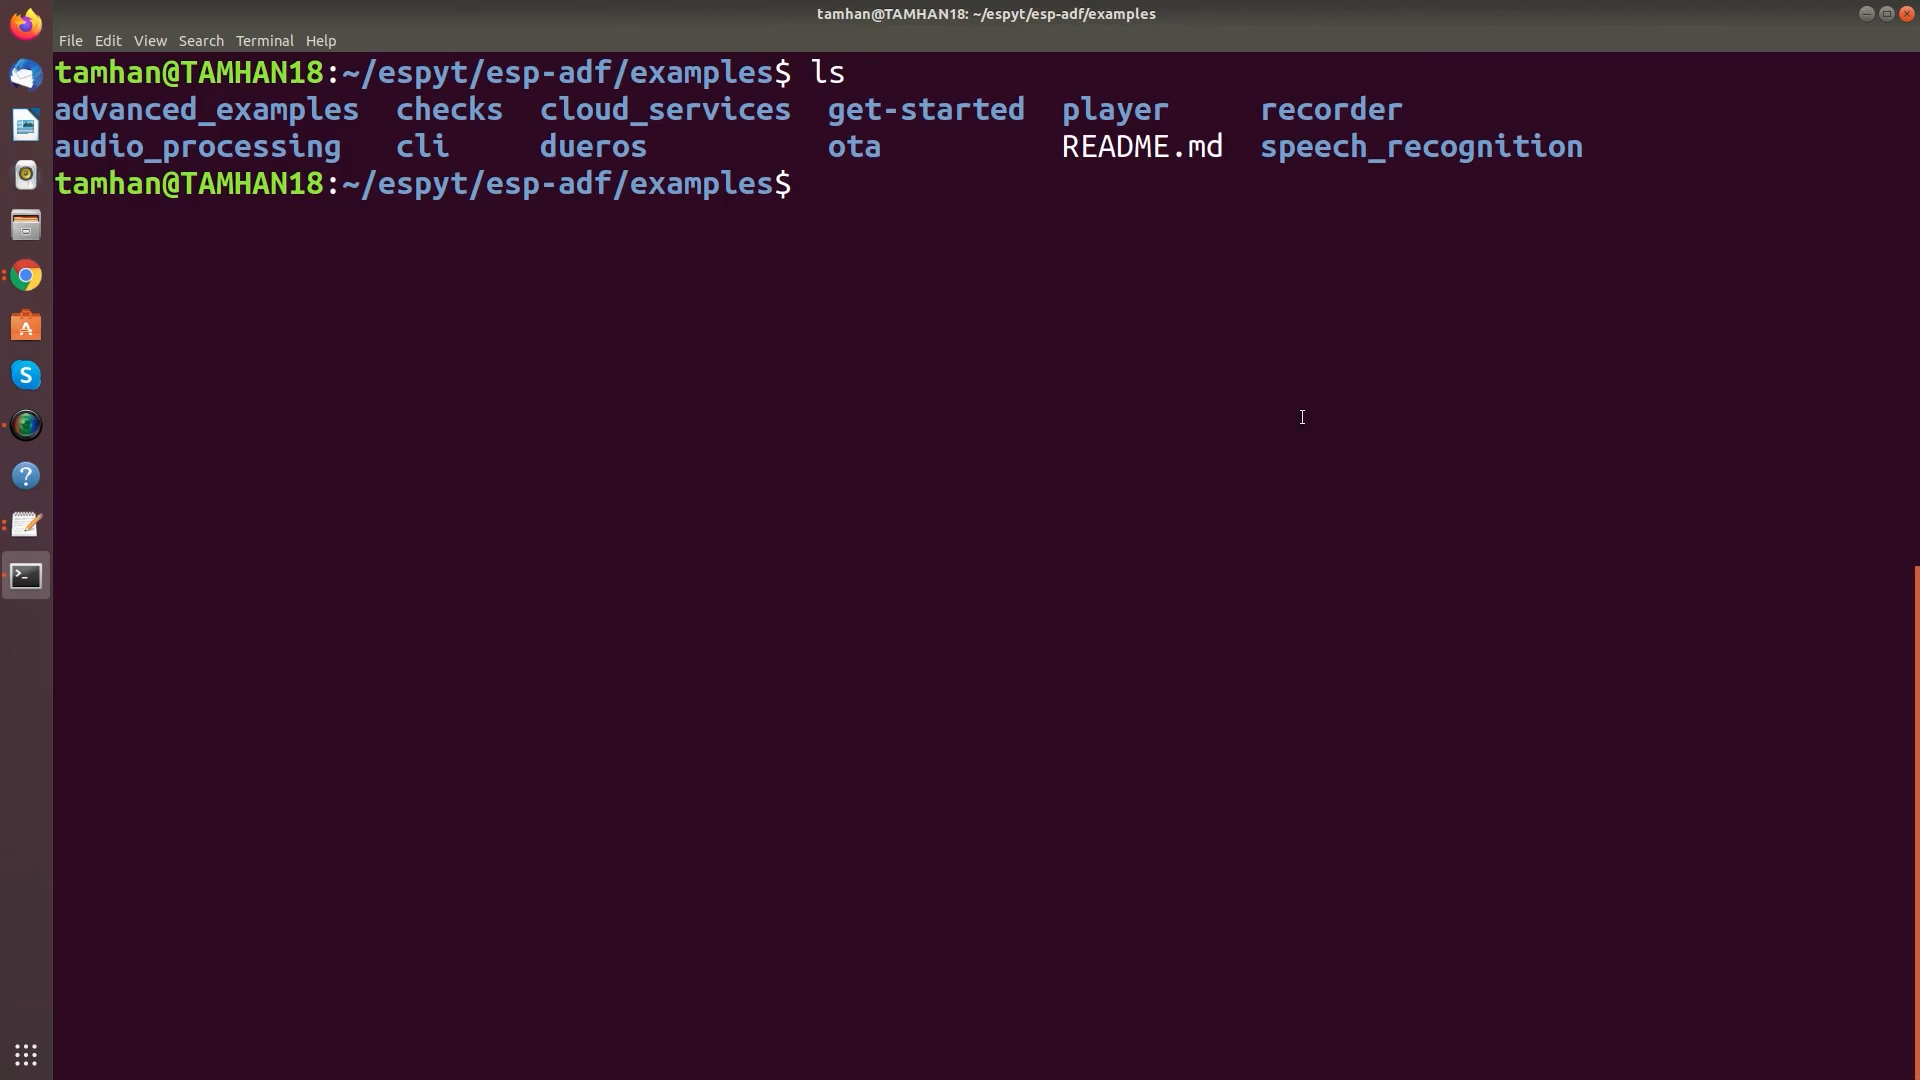 tamhan@TAMHAN18: ~/espyt/esp-adf/examples
File Edit View Search Terminal Help
tamhan@TAMHAN18:~/espyt/esp-adf/examples$ ls
advanced_examples checks cloud_services get-started player recorder
audio_processing cli dueros ota README.md speech_recognition
tamhan@TAMHAN18:~/espyt/esp-adf/examples$